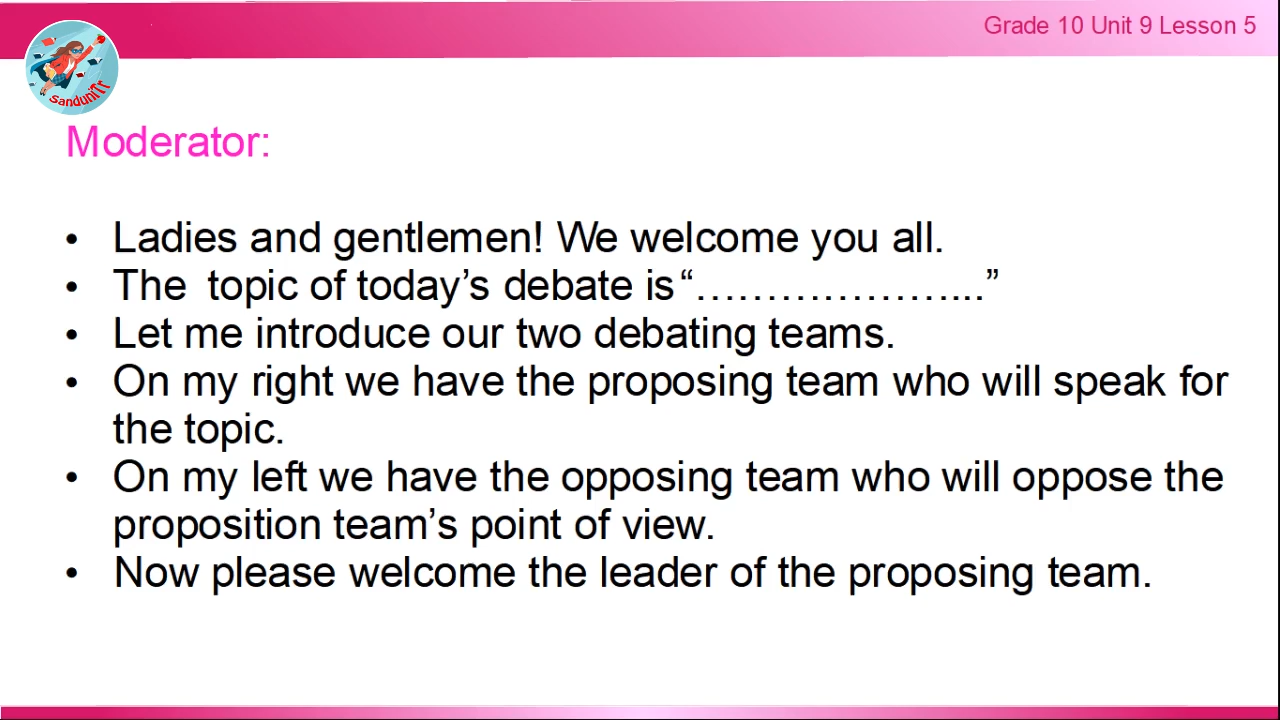 Grade 10 Unit 9 Lesson 5
SanduniTr
Moderator:
• Ladies and gentlemen! We welcome you all.
• The  topic of today’s debate is “…………………...”
• Let me introduce our two debating teams.
• On my right we have the proposing team who will speak for
the topic.
• On my left we have the opposing team who will oppose the
proposition team’s point of view.
• Now please welcome the leader of the proposing team.